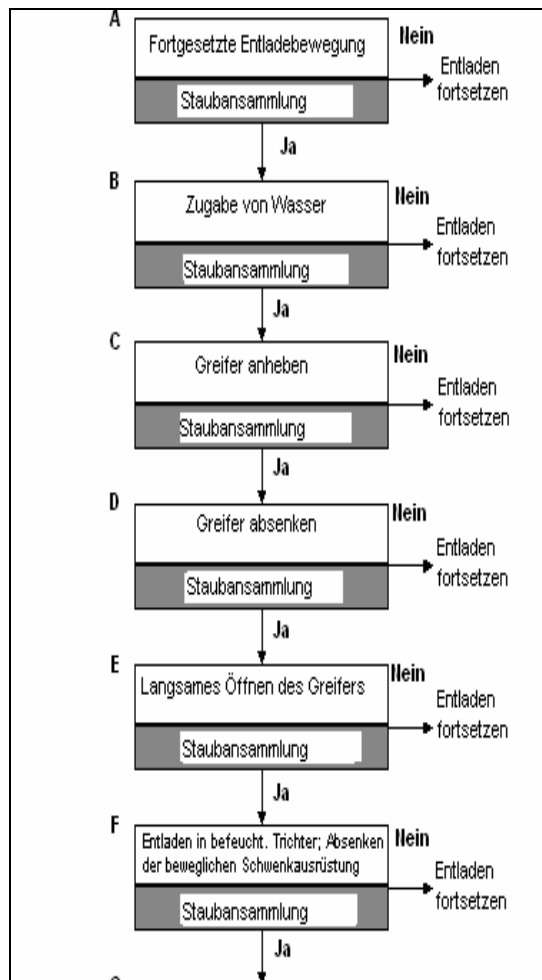 A
Fortgesetzte Entladebewegung
Nein
Entladen
fortsetzen
Staubansammlung
Ja
B
Zugabe von Wasser
Nein
Entladen
fortsetzen
Staubansammlung
Ja
C
Greifer anheben
Nein
Entladen
fortsetzen
Staubansammlung
Ja
D
Greifer absenken
Nein
Entladen
fortsetzen
Staubansammlung
Ja
E
Langsames Öffnen des Greifers
Nein
Entladen
fortsetzen
Staubansammlung
Ja
F
Entladen in befeucht. Trichter; Absenken
der beweglichen Schwenkausrüstung
Nein
Entladen
fortsetzen
Staubansammlung
Ja